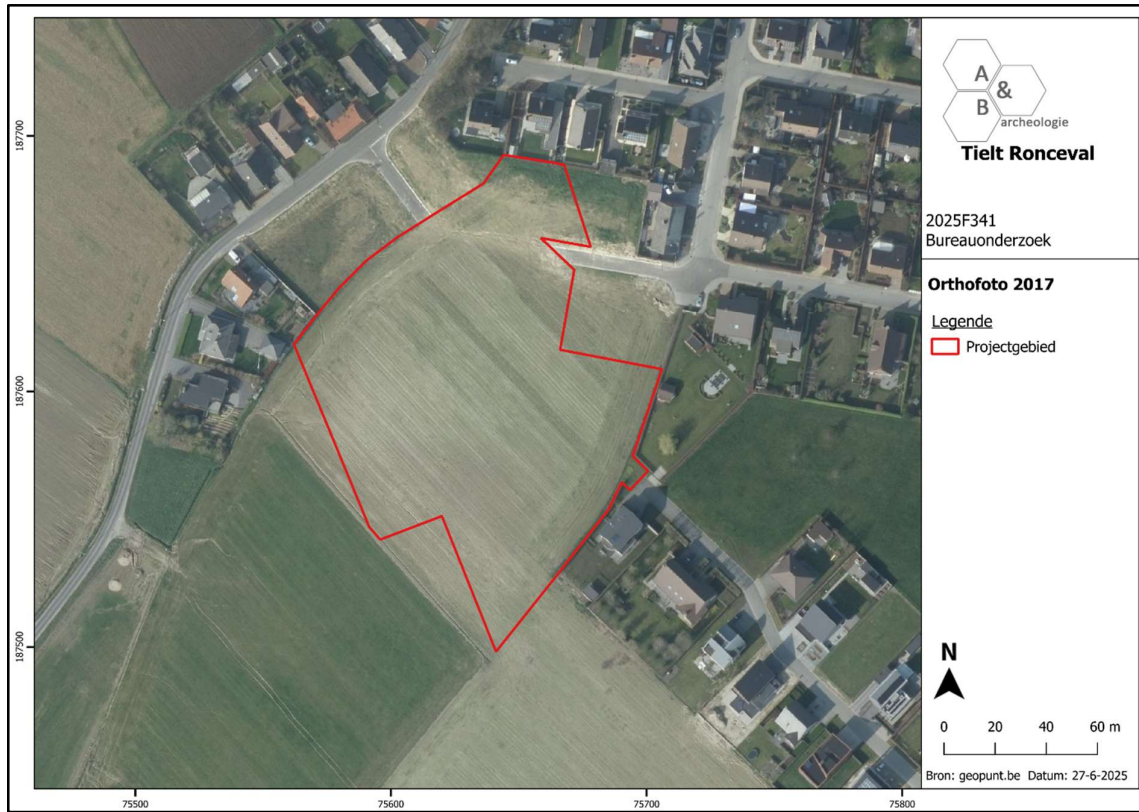 A
&
B
archeologie
Tielt Ronceval
2025F341
Bureauonderzoek
Orthofoto 2017
Legende
Projectgebied
N
0 20 40 60 m
Bron: geopunt.be Datum: 27-6-2025
187700
187600
187500
75500 75600 75700 75800